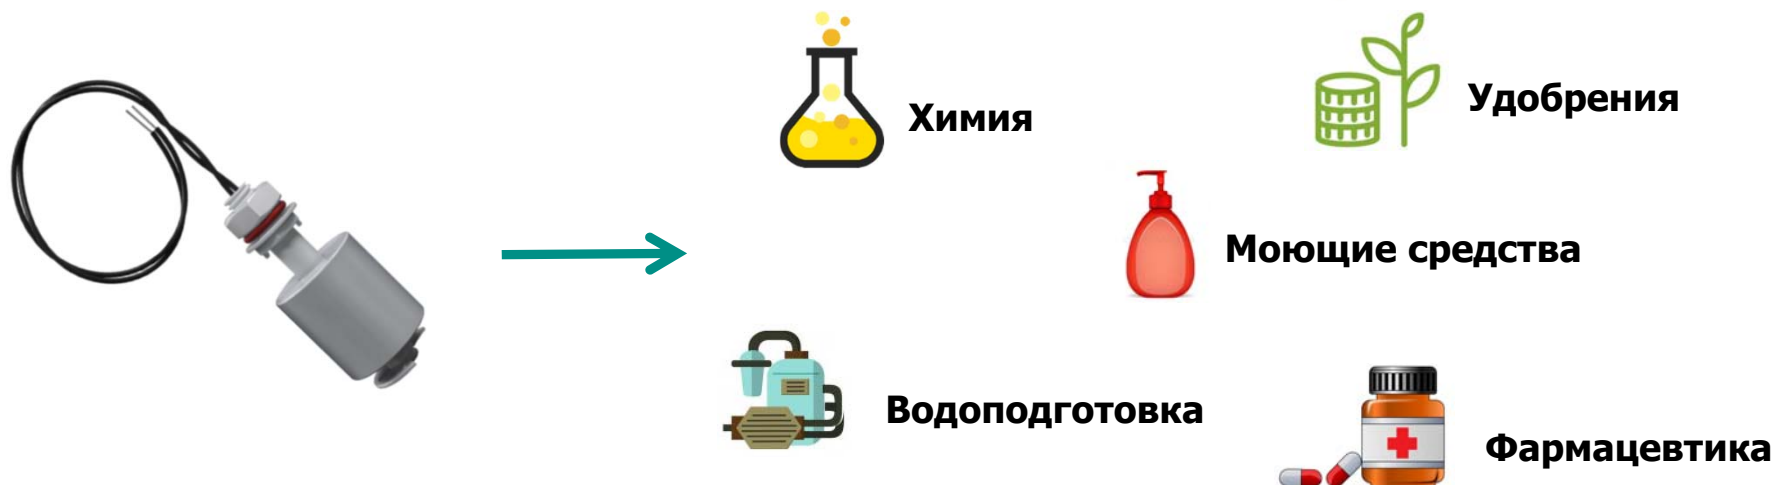 Химия
Удобрения
Моющие средства
Водоподготовка
Фармацевтика